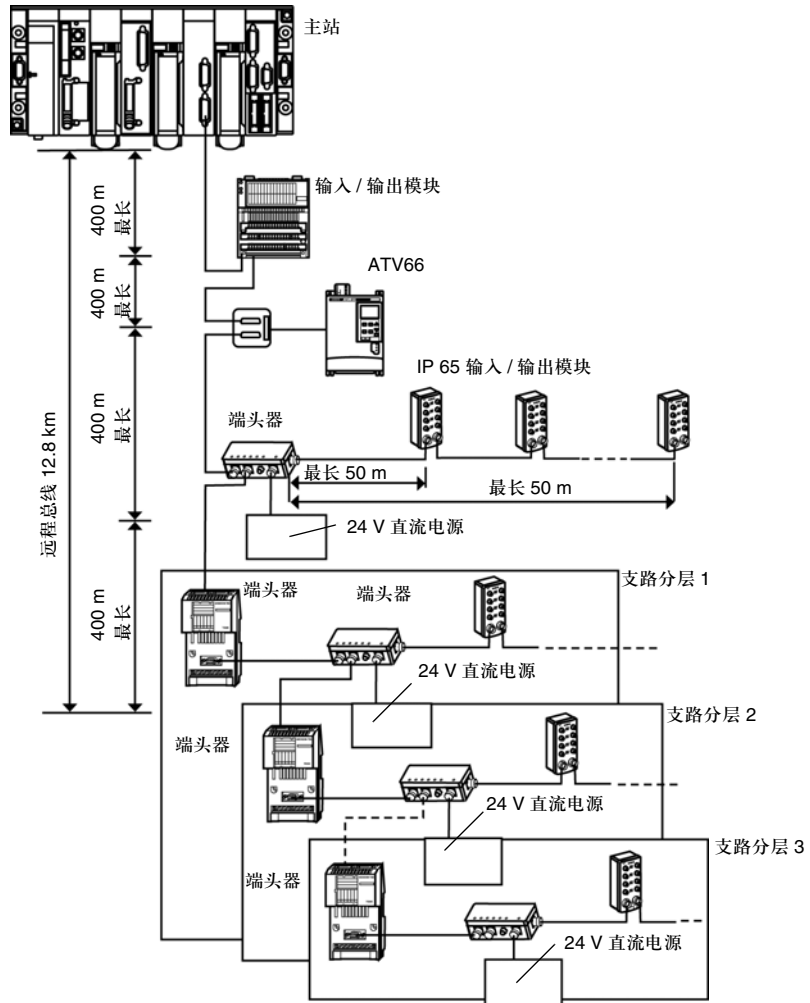 主站
输入 / 输出模块
400 m
最长
ATV66
400 m
最长
IP 65 输入 / 输出模块
400 m
最长
端头器
最长 50 m
最长 50 m
远程总线 12.8 km
24 V 直流电源
400 m
最长
支路分层 1
端头器
端头器
24 V 直流电源
支路分层 2
端头器
24 V 直流电源
支路分层 3
端头器
24 V 直流电源